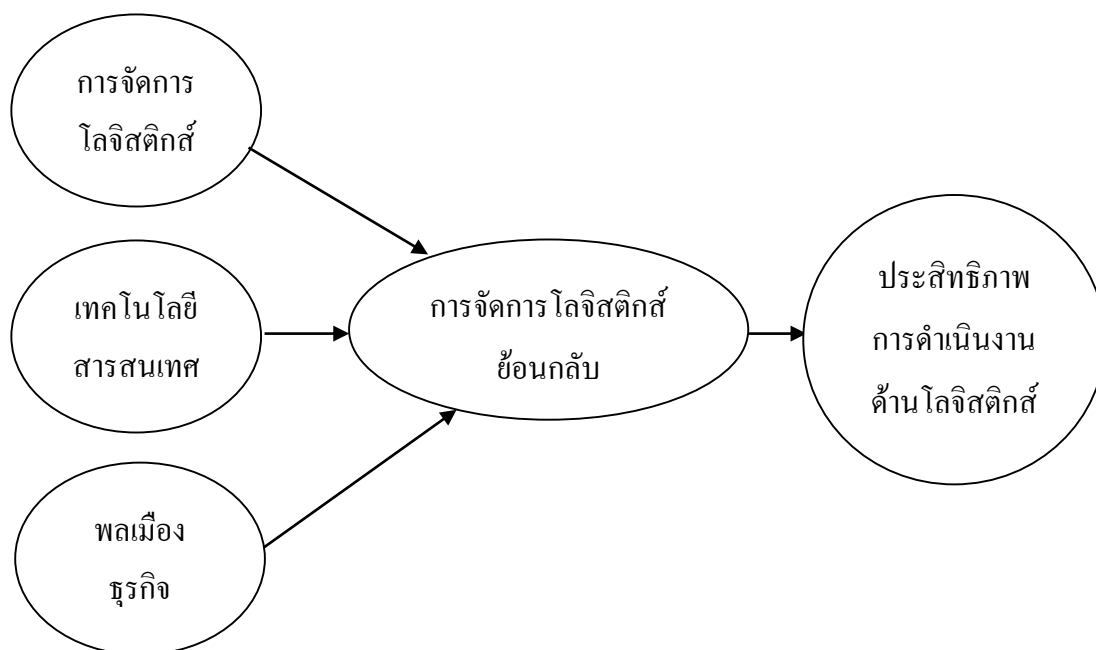 การจัดการ
โลจิสติกส์
เทคโนโลยี
สารสนเทศ
พลเมือง
ธุรกิจ
การจัดการโลจิสติกส์
ย้อนกลับ
ประสิทธิภาพ
การดำเนินงาน
ด้านโลจิสติกส์